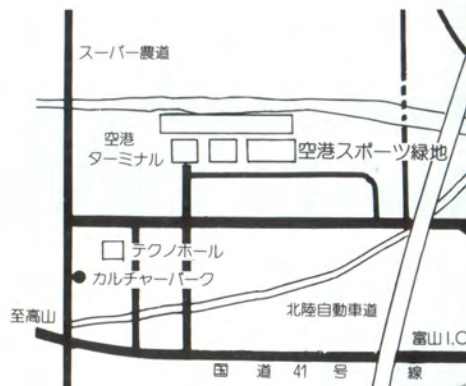 スーパー農道
空港
ターミナル
空港スポーツ緑地
テクノホール
カルチャーパーク
至高山
北陸自動車道
富山I.C
国道41号線